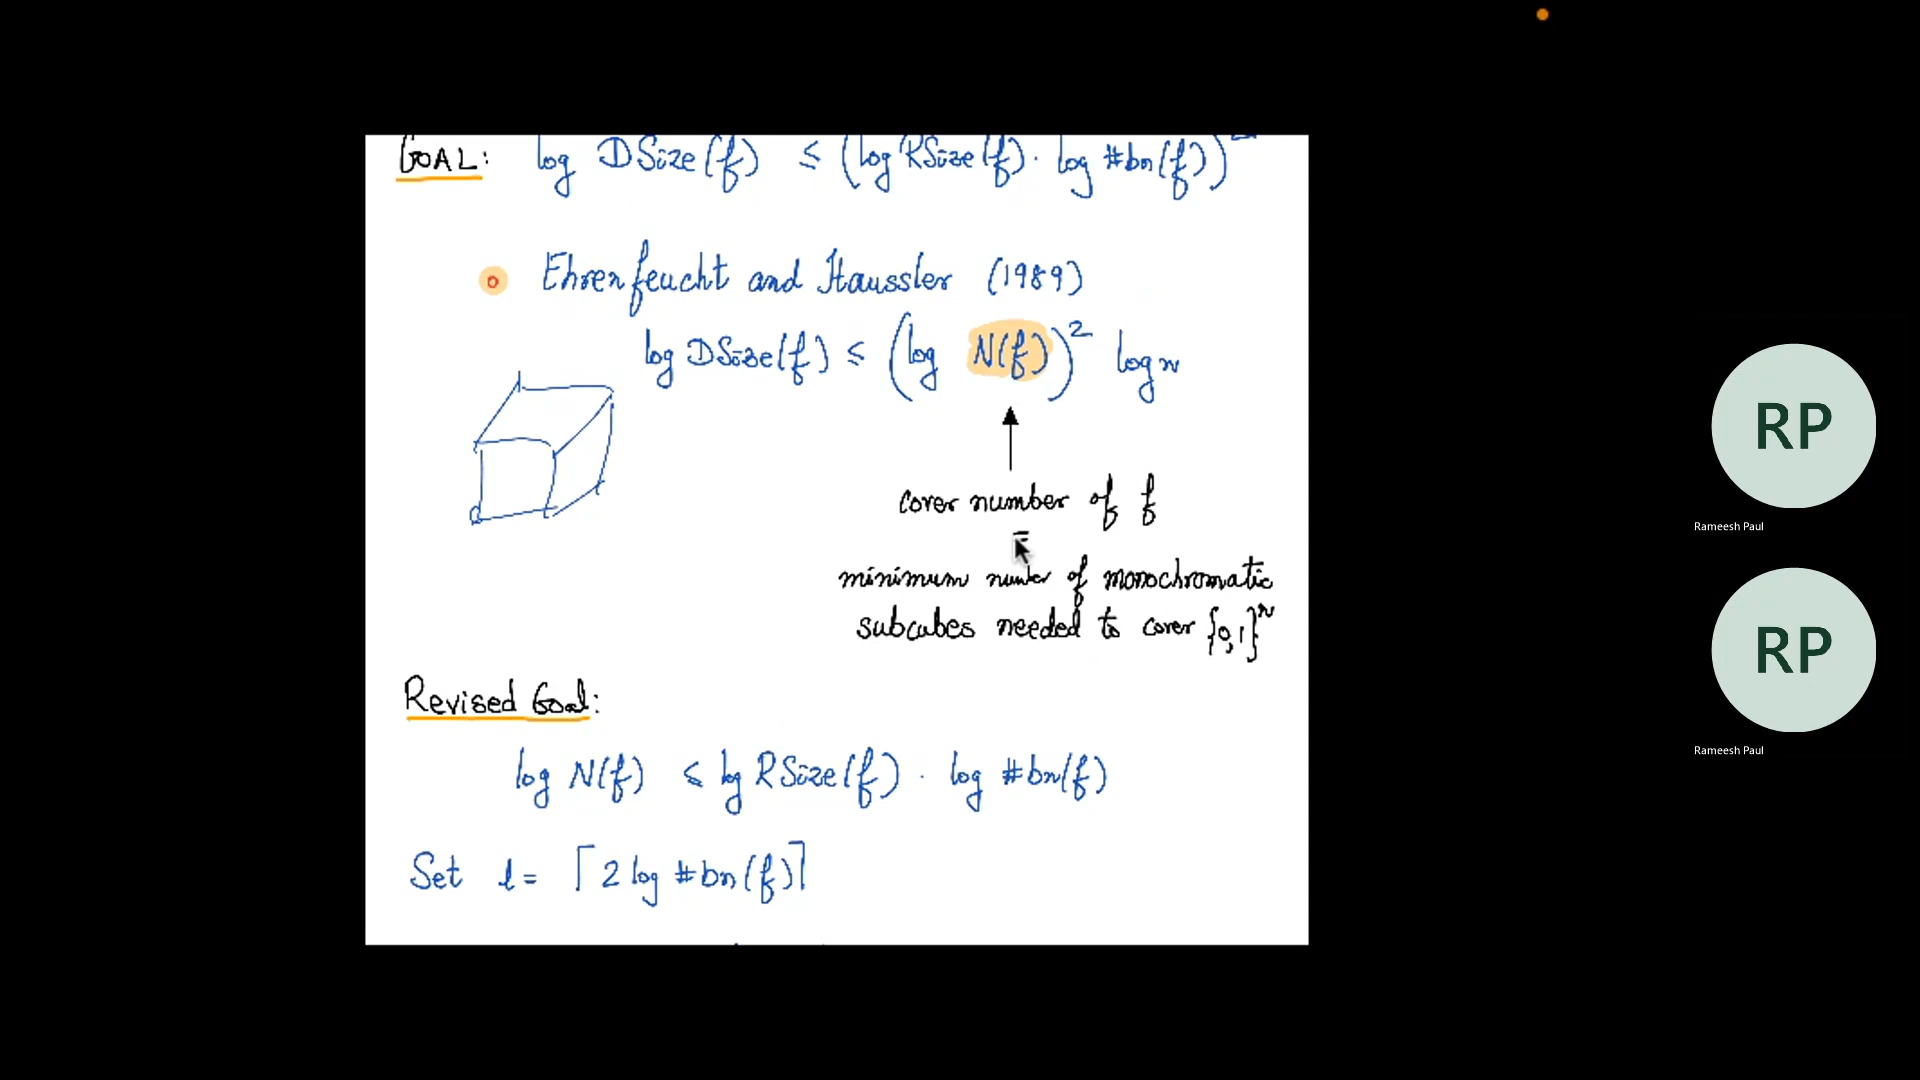 GOAL: log DSize(f) ≤ (log RSize(f) · log #bn(f))²
Ehrenfeucht and Haussler (1989)
log DSize(f) ≤ (log N(f))² log n
cover number of f
=
minimum number of monochromatic
subcubes needed to cover {0,1}ⁿ
Revised Goal:
log N(f) ≤ log RSize(f) · log #bn(f)
Set l = ⌈2 log #bn(f)⌉
RP
Rameesh Paul
RP
Rameesh Paul